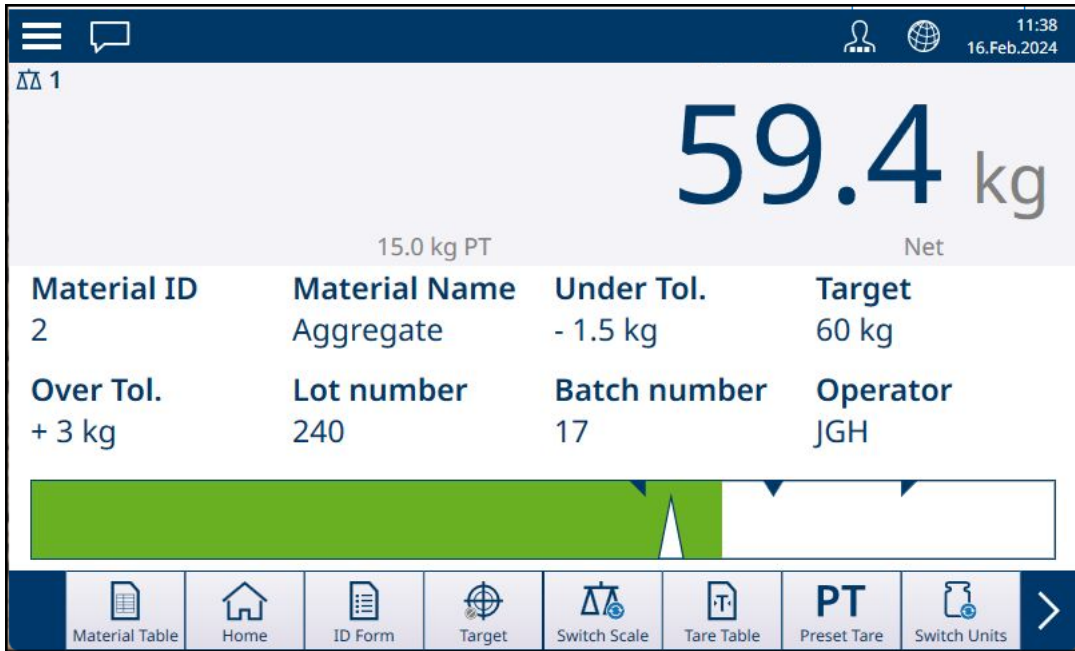 11:38
16.Feb.2024
1
59.4 kg
15.0 kg PT
Net
Material ID
2
Material Name
Aggregate
Under Tol.
- 1.5 kg
Target
60 kg
Over Tol.
+ 3 kg
Lot number
240
Batch number
17
Operator
JGH
Material Table
Home
ID Form
Target
Switch Scale
T
Tare Table
PT
Preset Tare
Switch Units